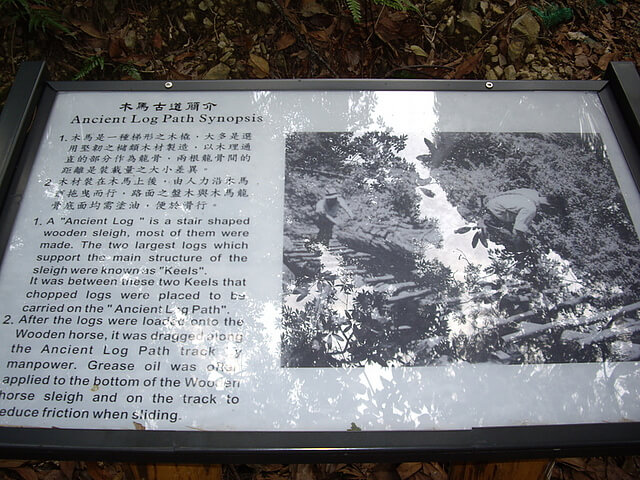 木馬古道簡介
Ancient Log Path Synopsis
1. 木馬是一種梯形之木橇，大多是選
用堅韌之櫧類木材製造，以木理通
直的部分作為龍骨，兩根龍骨間的
距離是裝載量之大小差異。
2. 木材裝在木馬上後，由人力沿木馬
拖曳而行，路面之盤木與木馬龍
骨底面均需塗油，便於滑行。
1. A "Ancient Log " is a stair shaped
wooden sleigh, most of them were
made. The two largest logs which
support the main structure of the
sleigh were known as "Keels".
It was between these two Keels that
chopped logs were placed to be
carried on the " Ancient Log Path".
2. After the logs were loaded onto the
Wooden horse, it was dragged along
the Ancient Log Path track by
manpower. Grease oil was often
applied to the bottom of the Wooden
horse sleigh and on the track to
educe friction when sliding.